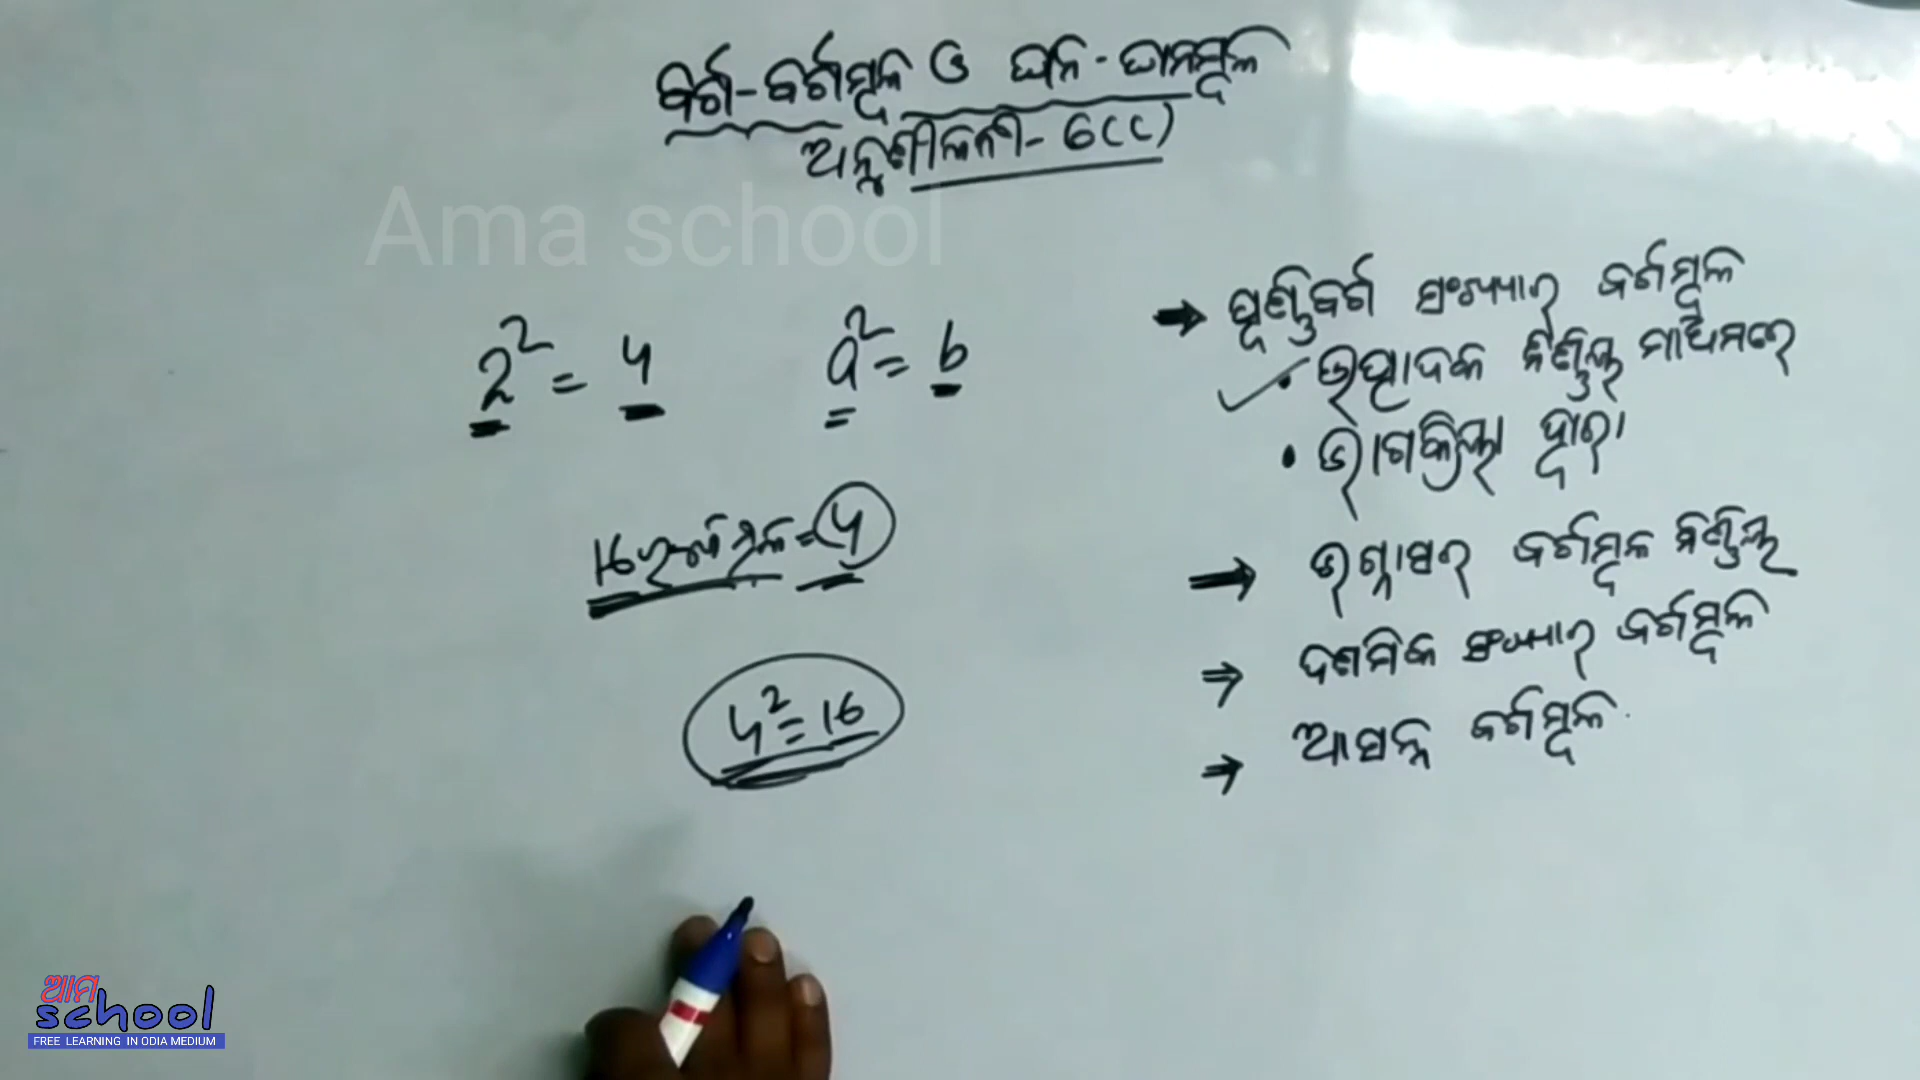 ବର୍ଗ-ବର୍ଗମୂଳ ଓ ଘନ-ଘନମୂଳ
ଅନୁଶୀଳନୀ- 6(c)
Ama school
2² = 4
a² = b
16ର ବର୍ଗମୂଳ = 4
4² = 16
➔ ପୂର୍ଣ୍ଣବର୍ଗ ସଂଖ୍ୟାର ବର୍ଗମୂଳ
✓ • ଉତ୍ପାଦକ ନିର୍ଣ୍ଣୟ ମାଧ୍ୟମରେ
• ଭାଗକ୍ରିୟା ଦ୍ୱାରା
⇒ ଭଗ୍ନାଂଶର ବର୍ଗମୂଳ ନିର୍ଣ୍ଣୟ
⇒ ଦଶମିକ ସଂଖ୍ୟାର ବର୍ଗମୂଳ
⇒ ଆସନ୍ନ ବର୍ଗମୂଳ.
ଆମ
school
FREE LEARNING IN ODIA MEDIUM